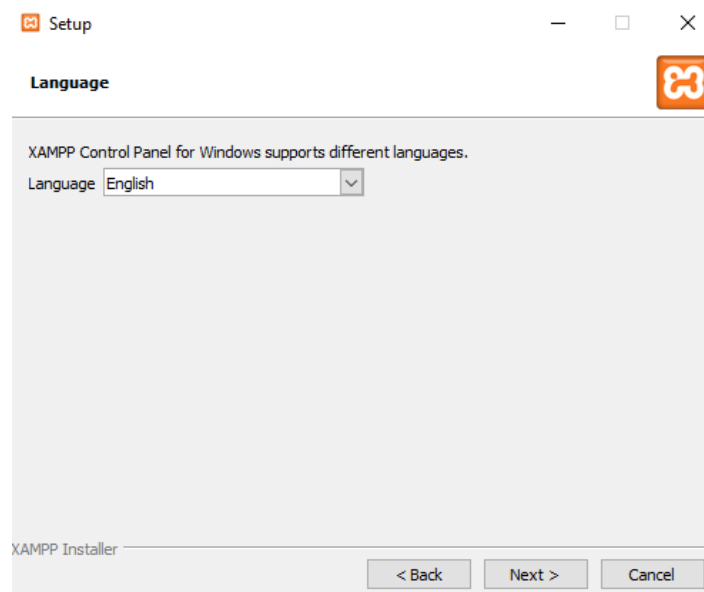 Setup
Language
XAMPP Control Panel for Windows supports different languages.
Language English
XAMPP Installer
< Back Next > Cancel